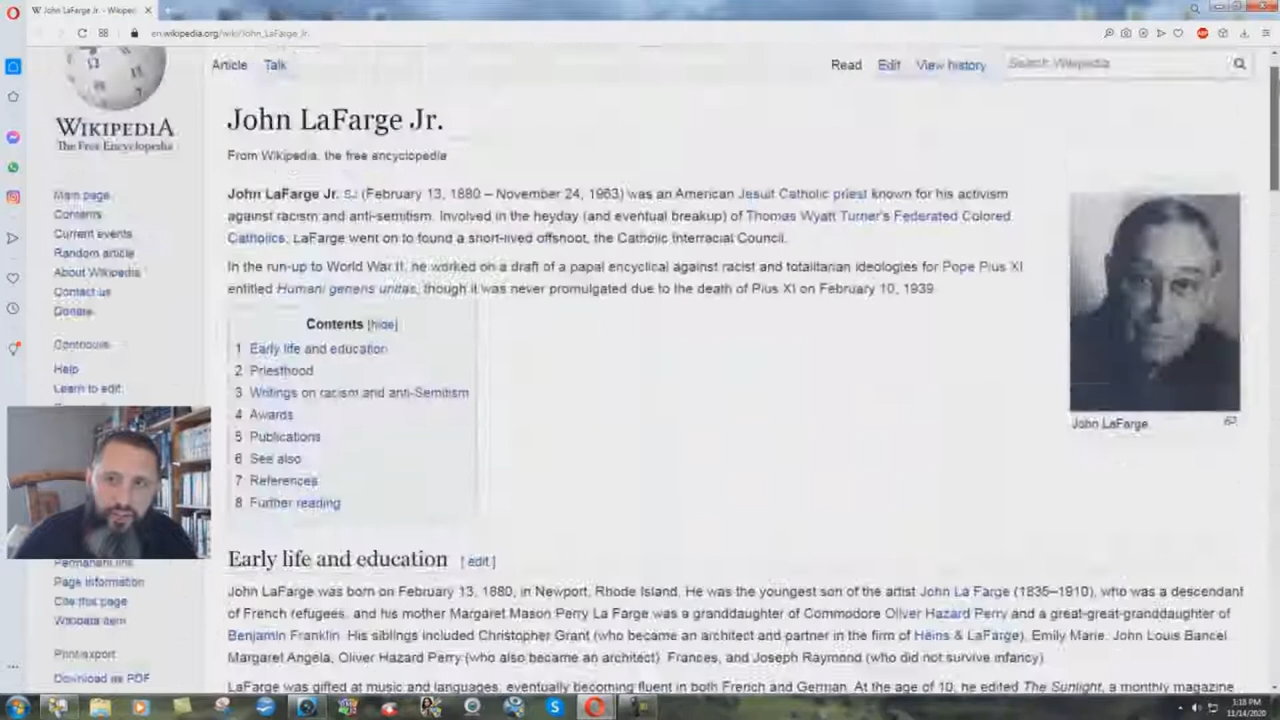 John LaFarge Jr. - Wikiped
en.wikipedia.org/wiki/John_LaFarge_Jr.
Article Talk
Read Edit View history
Search Wikipedia
WIKIPEDIA
The Free Encyclopedia
Main page
Contents
Current events
Random article
About Wikipedia
Contact us
Donate
Contribute
Help
Learn to edit
Permanent link
Page information
Cite this page
Wikidata item
Print/export
Download as PDF
John LaFarge Jr.
From Wikipedia, the free encyclopedia
John LaFarge Jr. SJ (February 13, 1880 – November 24, 1963) was an American Jesuit Catholic priest known for his activism
against racism and anti-semitism. Involved in the heyday (and eventual breakup) of Thomas Wyatt Turner's Federated Colored
Catholics, LaFarge went on to found a short-lived offshoot, the Catholic Interracial Council.
In the run-up to World War II, he worked on a draft of a papal encyclical against racist and totalitarian ideologies for Pope Pius XI
entitled Humani generis unitas, though it was never promulgated due to the death of Pius XI on February 10, 1939.
John LaFarge
Contents [hide]
1 Early life and education
2 Priesthood
3 Writings on racism and anti-Semitism
4 Awards
5 Publications
6 See also
7 References
8 Further reading
Early life and education [ edit ]
John LaFarge was born on February 13, 1880, in Newport, Rhode Island. He was the youngest son of the artist John La Farge (1835–1910), who was a descendant
of French refugees, and his mother Margaret Mason Perry La Farge was a granddaughter of Commodore Oliver Hazard Perry and a great-great-granddaughter of
Benjamin Franklin. His siblings included Christopher Grant (who became an architect and partner in the firm of Heins & LaFarge), Emily Marie, John Louis Bancel,
Margaret Angela, Oliver Hazard Perry (who also became an architect), Frances, and Joseph Raymond (who did not survive infancy).
LaFarge was gifted at music and languages, eventually becoming fluent in both French and German. At the age of 10, he edited The Sunlight, a monthly magazine
1:18 PM
11/14/2020